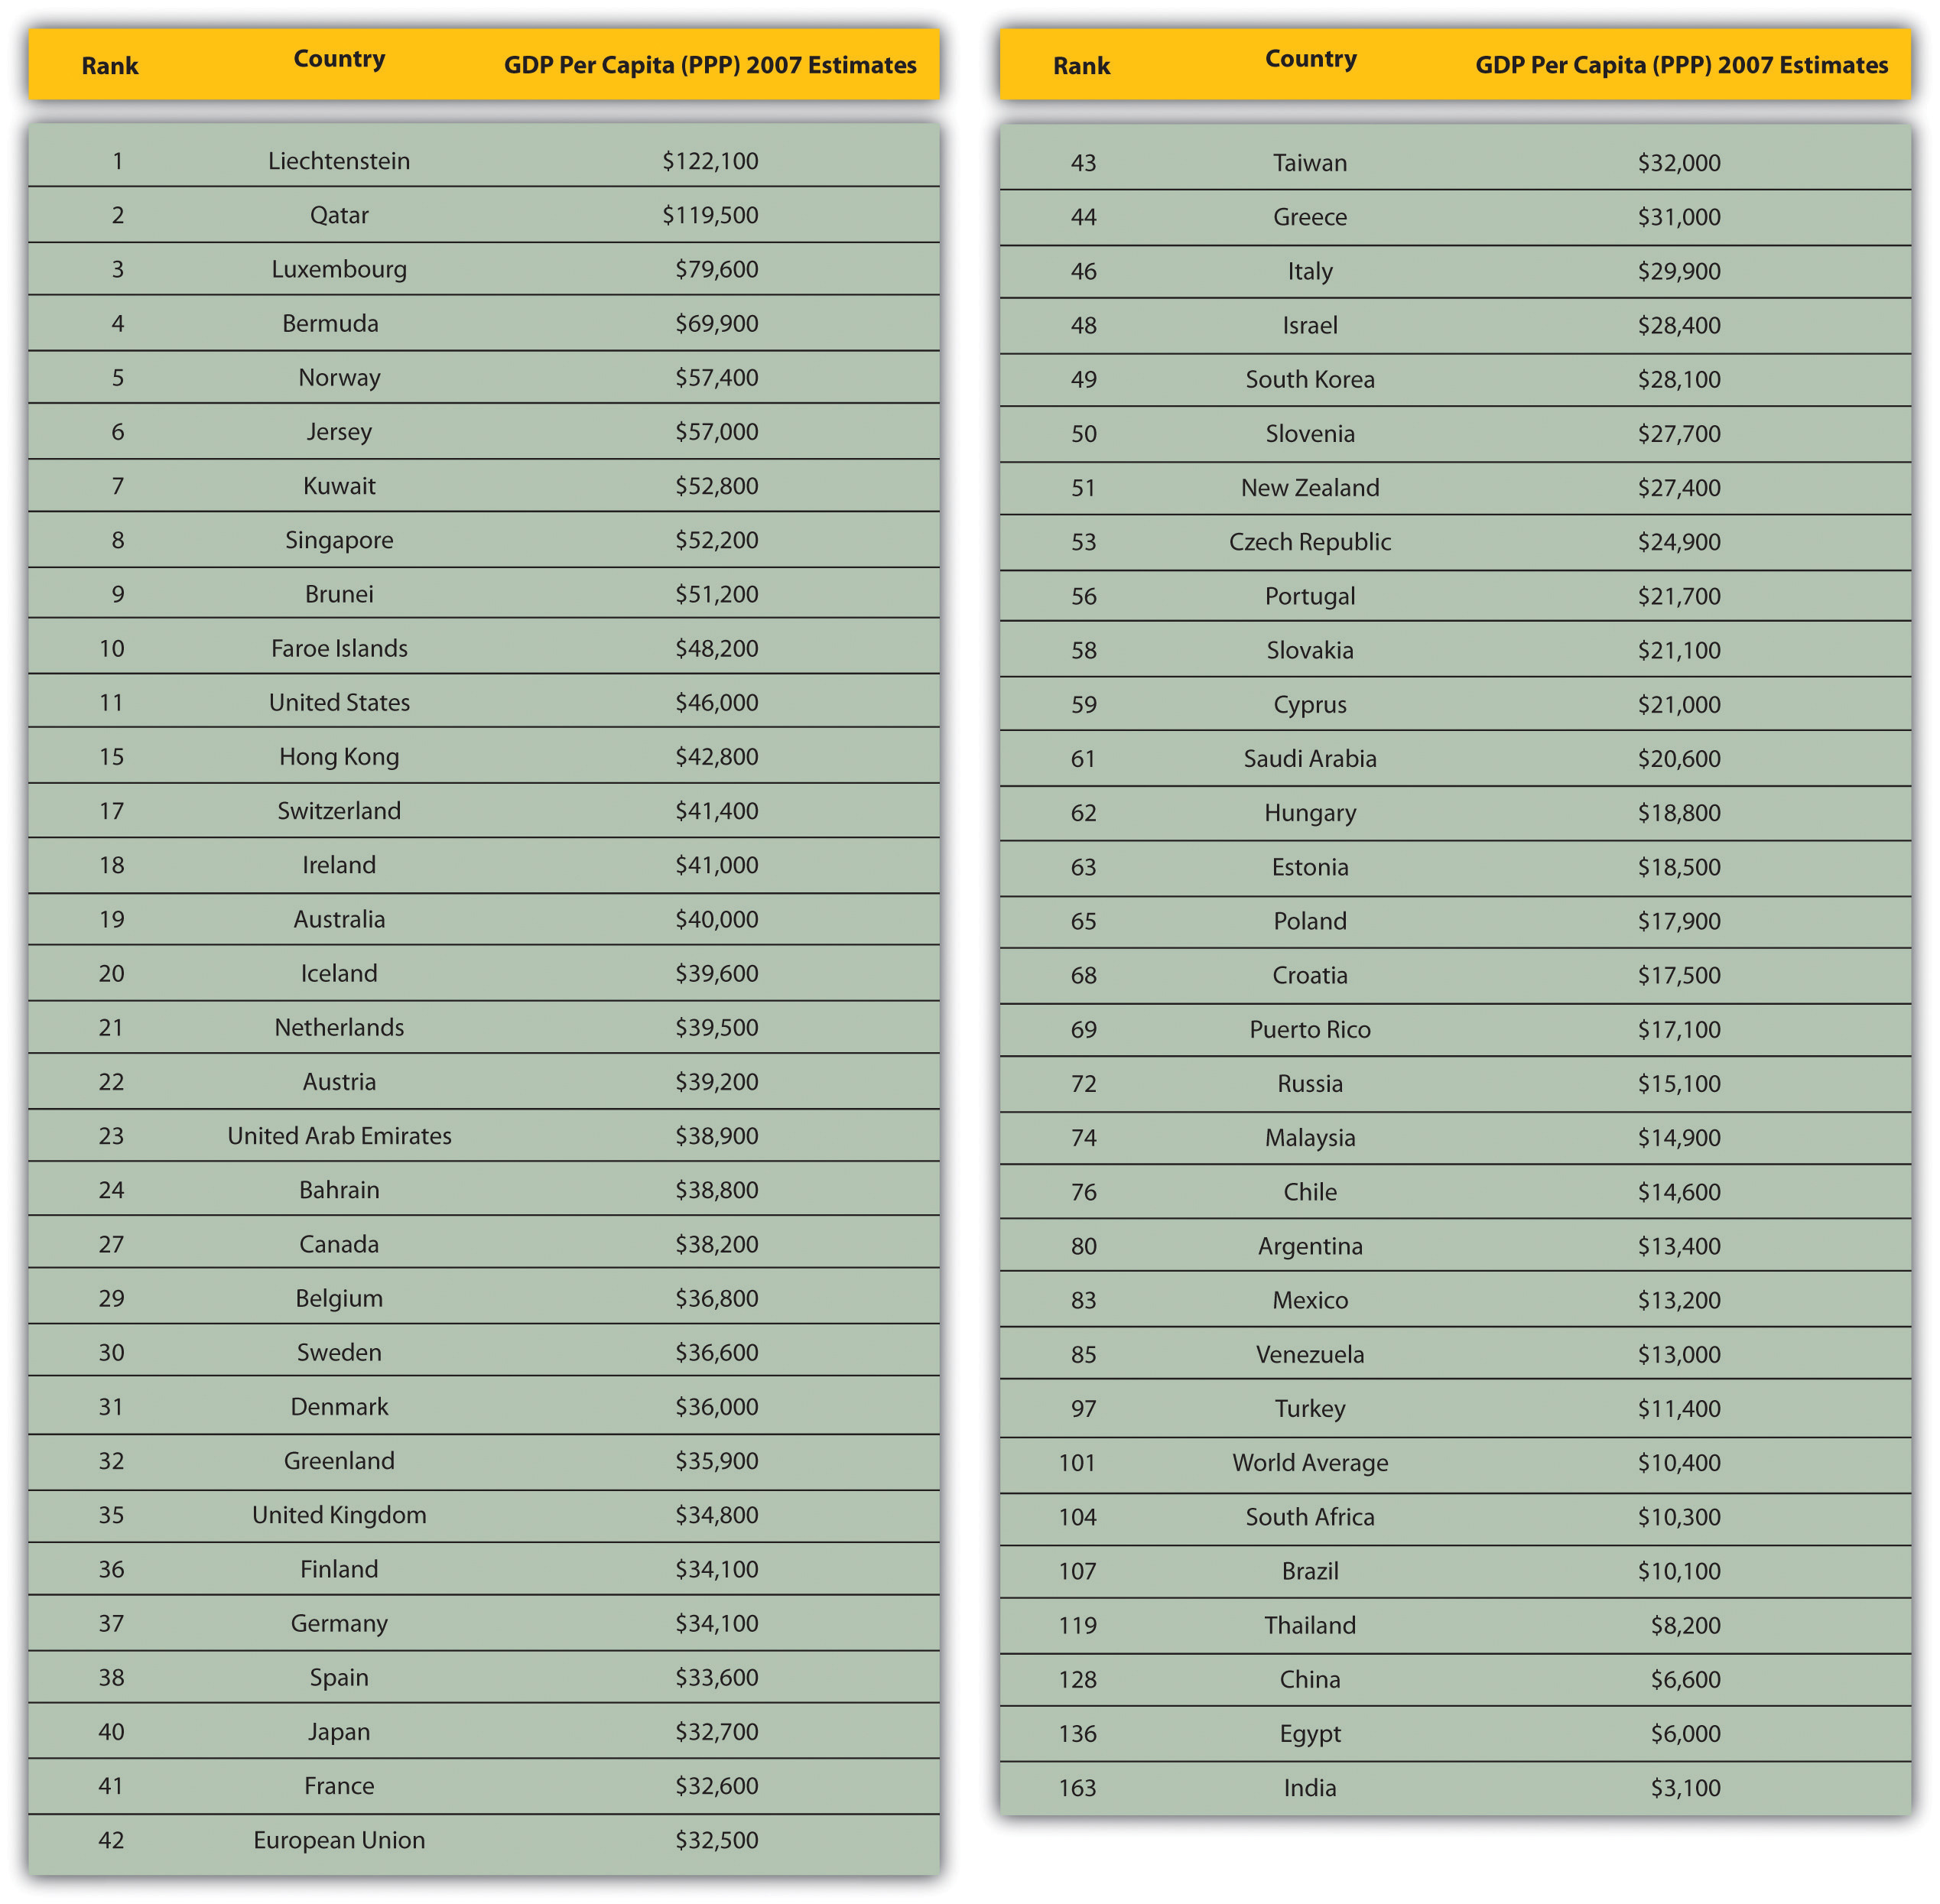 Rank Country GDP Per Capita (PPP) 2007 Estimates
1 Liechtenstein $122,100
2 Qatar $119,500
3 Luxembourg $79,600
4 Bermuda $69,900
5 Norway $57,400
6 Jersey $57,000
7 Kuwait $52,800
8 Singapore $52,200
9 Brunei $51,200
10 Faroe Islands $48,200
11 United States $46,000
15 Hong Kong $42,800
17 Switzerland $41,400
18 Ireland $41,000
19 Australia $40,000
20 Iceland $39,600
21 Netherlands $39,500
22 Austria $39,200
23 United Arab Emirates $38,900
24 Bahrain $38,800
27 Canada $38,200
29 Belgium $36,800
30 Sweden $36,600
31 Denmark $36,000
32 Greenland $35,900
35 United Kingdom $34,800
36 Finland $34,100
37 Germany $34,100
38 Spain $33,600
40 Japan $32,700
41 France $32,600
42 European Union $32,500
Rank Country GDP Per Capita (PPP) 2007 Estimates
43 Taiwan $32,000
44 Greece $31,000
46 Italy $29,900
48 Israel $28,400
49 South Korea $28,100
50 Slovenia $27,700
51 New Zealand $27,400
53 Czech Republic $24,900
56 Portugal $21,700
58 Slovakia $21,100
59 Cyprus $21,000
61 Saudi Arabia $20,600
62 Hungary $18,800
63 Estonia $18,500
65 Poland $17,900
68 Croatia $17,500
69 Puerto Rico $17,100
72 Russia $15,100
74 Malaysia $14,900
76 Chile $14,600
80 Argentina $13,400
83 Mexico $13,200
85 Venezuela $13,000
97 Turkey $11,400
101 World Average $10,400
104 South Africa $10,300
107 Brazil $10,100
119 Thailand $8,200
128 China $6,600
136 Egypt $6,000
163 India $3,100